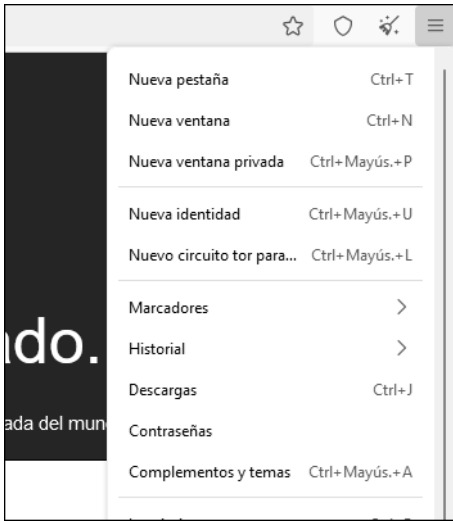 Nueva pestaña Ctrl+T
Nueva ventana Ctrl+N
Nueva ventana privada Ctrl+Mayús.+P
Nueva identidad Ctrl+Mayús.+U
Nuevo circuito tor para... Ctrl+Mayús.+L
Marcadores
Historial
ado.
Descargas Ctrl+J
ada del mun
Contraseñas
Complementos y temas Ctrl+Mayús.+A